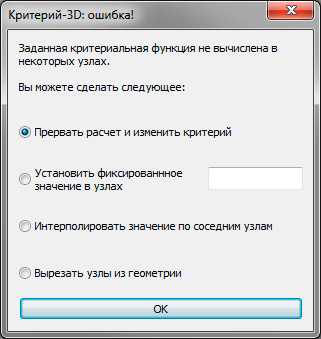 Критерий-3D: ошибка!
Заданная критериальная функция не вычислена в
некоторых узлах.
Вы можете сделать следующее:
Прервать расчет и изменить критерий
Установить фиксированнное
значение в узлах
Интерполировать значение по соседним узлам
Вырезать узлы из геометрии
OK